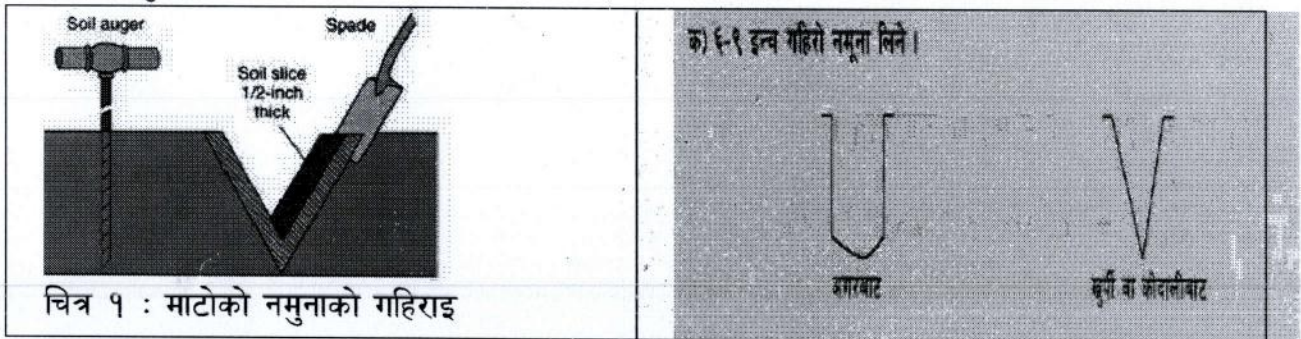 Soil auger
Spade
Soil slice
1/2-inch
thick
चित्र १ : माटोको नमुनाको गहिराइ
क) ६-९ इन्च गहिरो नमूना लिने ।
अगरबाट
खुर्पी वा कोदालीबाट